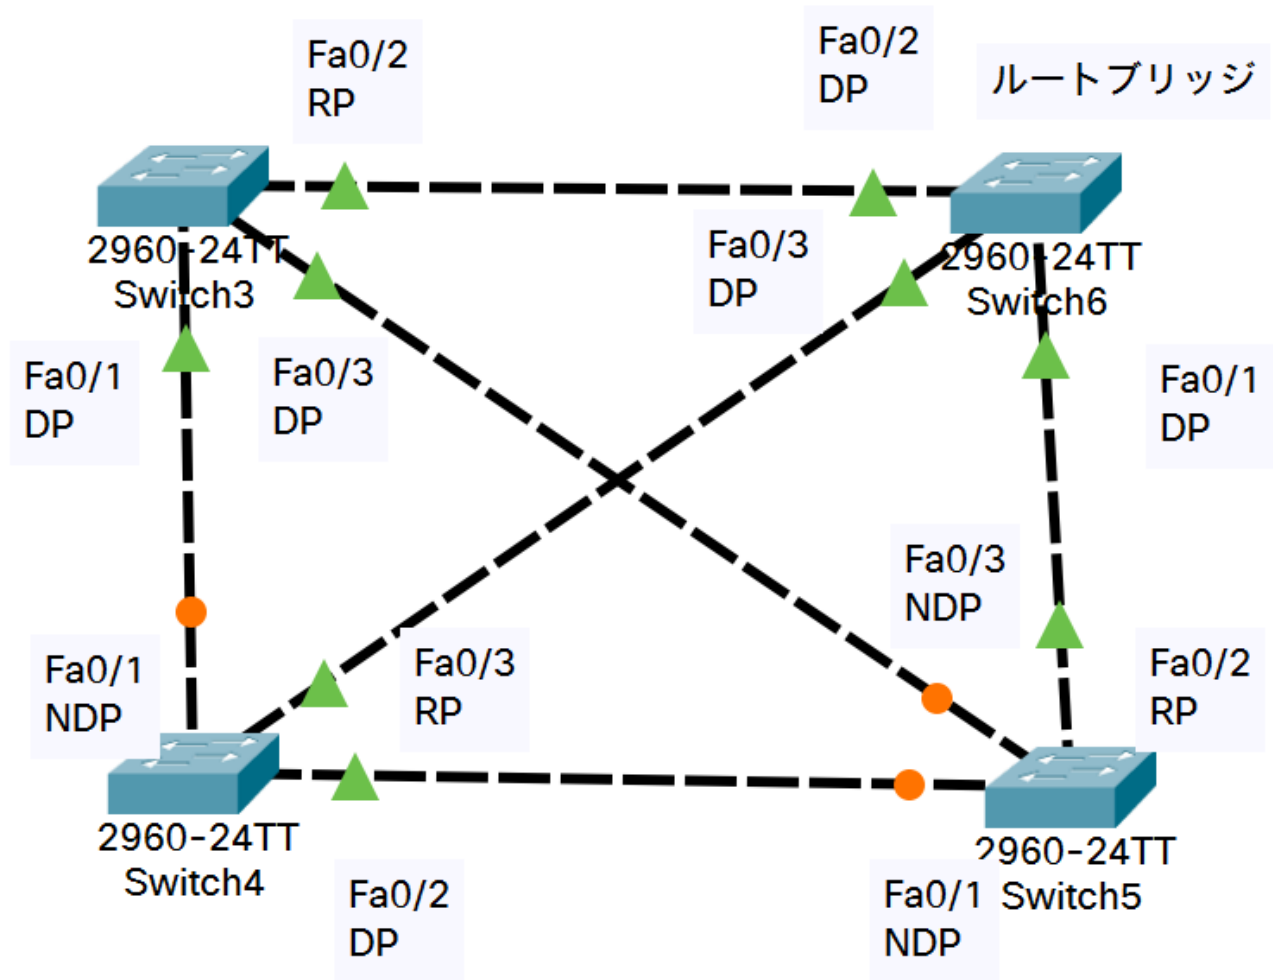 Fa0/2
RP
Fa0/2
DP
ルートブリッジ
2960-24TT
Switch3
Fa0/3
DP
2960-24TT
Switch6
Fa0/1
DP
Fa0/3
DP
Fa0/1
DP
Fa0/3
NDP
Fa0/1
NDP
Fa0/3
RP
Fa0/2
RP
2960-24TT
Switch4
2960-24TT
Switch5
Fa0/2
DP
Fa0/1
NDP